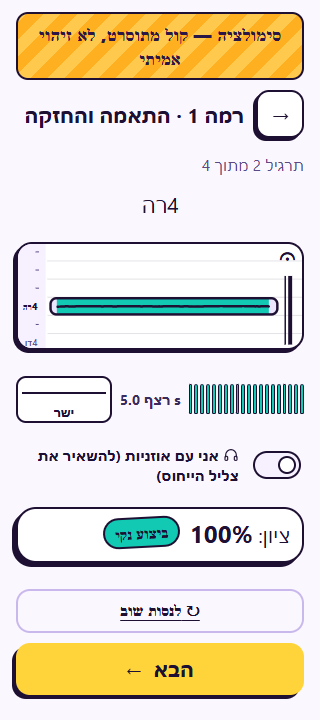 סימולציה — קול מתוסרט, לא זיהוי
אמיתי
→
רמה 1 · התאמה והחזקה
תרגיל 2 מתוך 4
רה4
רה4
דו4
רצף 5.0 s
ישר
אני עם אוזניות (להשאיר את
צליל הייחוס)
ציון: 100%
ביצוע נקי
↻ לנסות שוב
הבא ←